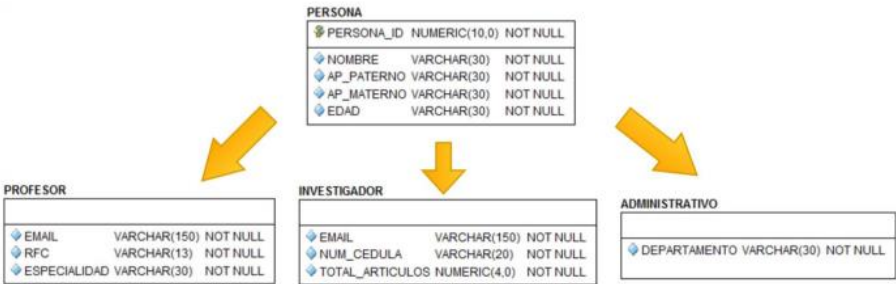 PERSONA
PERSONA_ID NUMERIC(10,0) NOT NULL
NOMBRE VARCHAR(30) NOT NULL
AP_PATERNO VARCHAR(30) NOT NULL
AP_MATERNO VARCHAR(30) NOT NULL
EDAD VARCHAR(30) NOT NULL
PROFESOR
EMAIL VARCHAR(150) NOT NULL
RFC VARCHAR(13) NOT NULL
ESPECIALIDAD VARCHAR(30) NOT NULL
INVESTIGADOR
EMAIL VARCHAR(150) NOT NULL
NUM_CEDULA VARCHAR(20) NOT NULL
TOTAL_ARTICULOS NUMERIC(4,0) NOT NULL
ADMINISTRATIVO
DEPARTAMENTO VARCHAR(30) NOT NULL